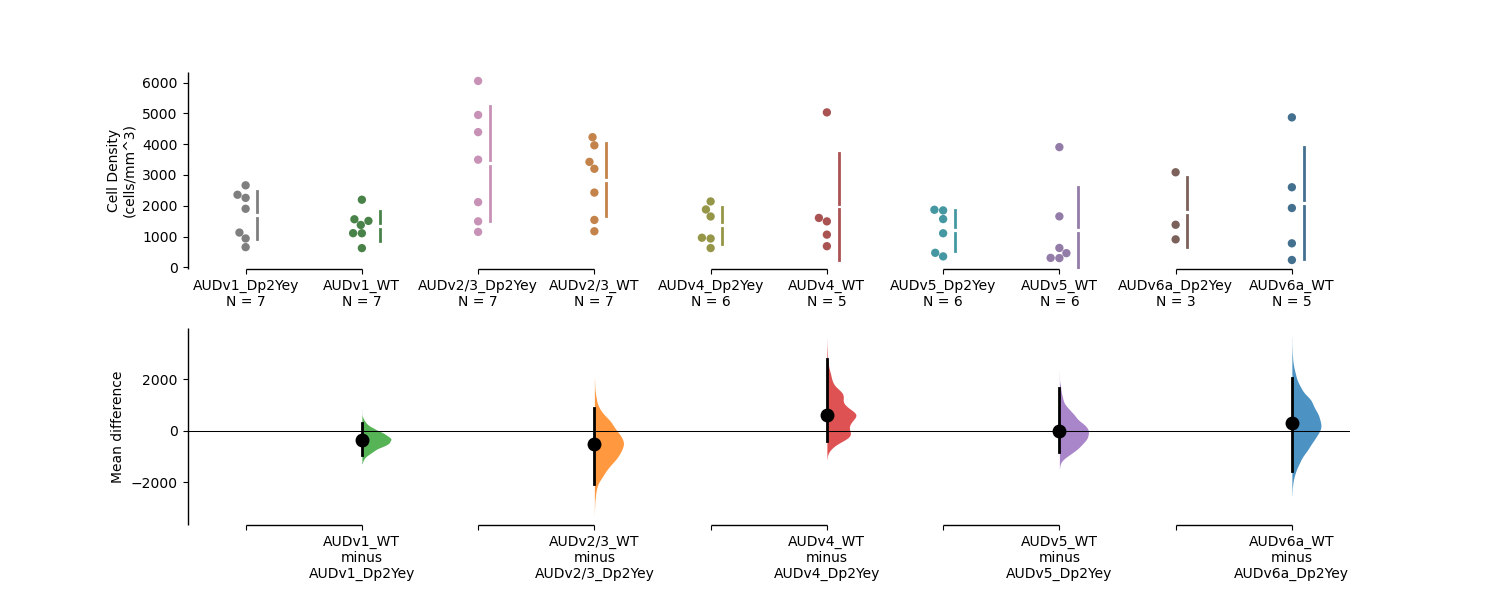 6000
5000
4000
3000
2000
1000
0
Cell Density
(cells/mm^3)
AUDv1_Dp2Yey
N = 7
AUDv1_WT
N = 7
AUDv2/3_Dp2Yey
N = 7
AUDv2/3_WT
N = 7
AUDv4_Dp2Yey
N = 6
AUDv4_WT
N = 5
AUDv5_Dp2Yey
N = 6
AUDv5_WT
N = 6
AUDv6a_Dp2Yey
N = 3
AUDv6a_WT
N = 5
2000
0
−2000
Mean difference
AUDv1_WT
minus
AUDv1_Dp2Yey
AUDv2/3_WT
minus
AUDv2/3_Dp2Yey
AUDv4_WT
minus
AUDv4_Dp2Yey
AUDv5_WT
minus
AUDv5_Dp2Yey
AUDv6a_WT
minus
AUDv6a_Dp2Yey